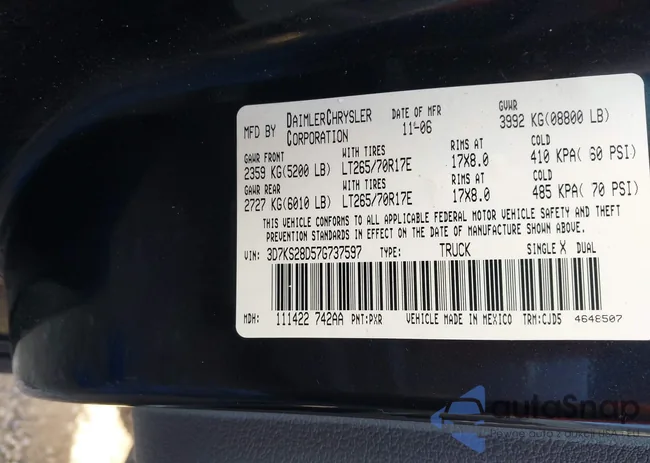 MFD BY DAIMLERCHRYSLER CORPORATION DATE OF MFR 11-06 GVWR 3992 KG(08800 LB)
GAWR FRONT WITH TIRES RIMS AT COLD
2359 KG(5200 LB) LT265/70R17E 17X8.0 410 KPA( 60 PSI)
GAWR REAR WITH TIRES RIMS AT COLD
2727 KG(6010 LB) LT265/70R17E 17X8.0 485 KPA( 70 PSI)
THIS VEHICLE CONFORMS TO ALL APPLICABLE FEDERAL MOTOR VEHICLE SAFETY AND THEFT
PREVENTION STANDARDS IN EFFECT ON THE DATE OF MANUFACTURE SHOWN ABOVE.
VIN: 3D7KS28D57G737597 TYPE: TRUCK SINGLE X DUAL
MDH: 111422 742AA PNT:PXR VEHICLE MADE IN MEXICO TRM:CJD5 4648507
autoSnap